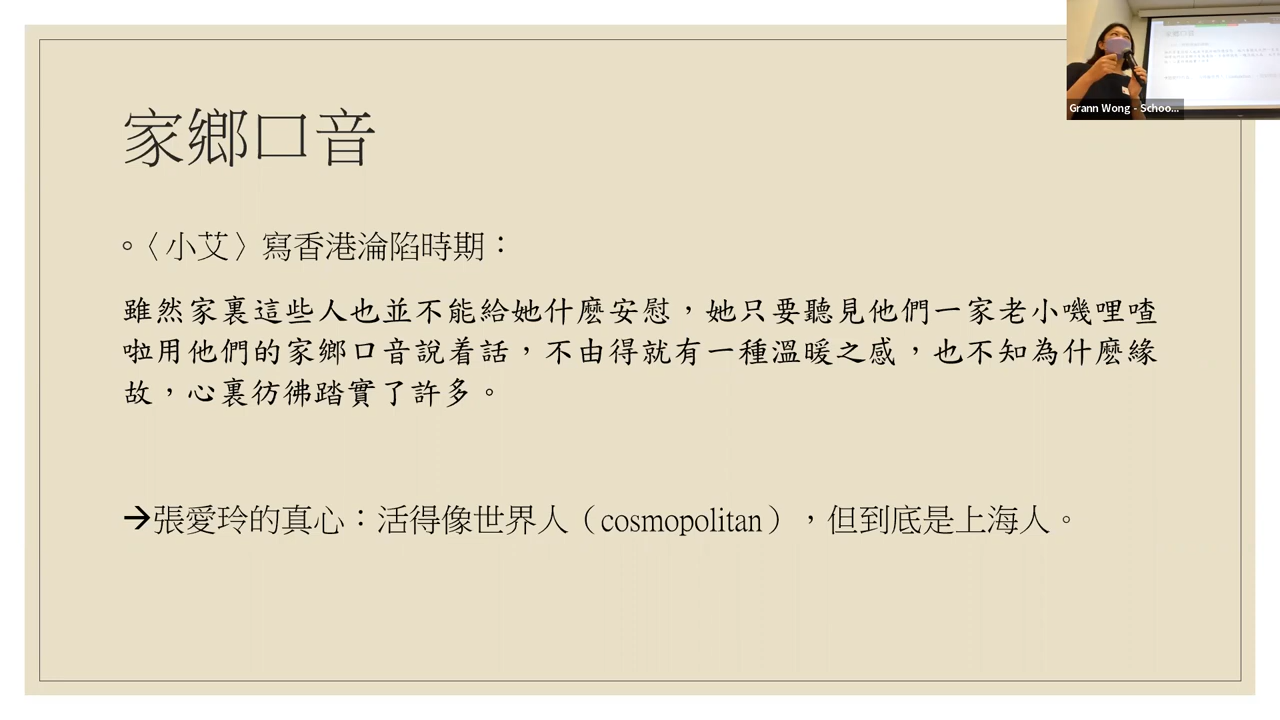 家鄉口音
◦〈小艾〉寫香港淪陷時期：
雖然家裏這些人也並不能給她什麽安慰，她只要聽見他們一家老小嘰哩喳
啦用他們的家鄉口音說着話，不由得就有一種溫暖之感，也不知為什麽緣
故，心裏彷彿踏實了許多。
→張愛玲的真心：活得像世界人（cosmopolitan），但到底是上海人。
Grann Wong - Schoo...